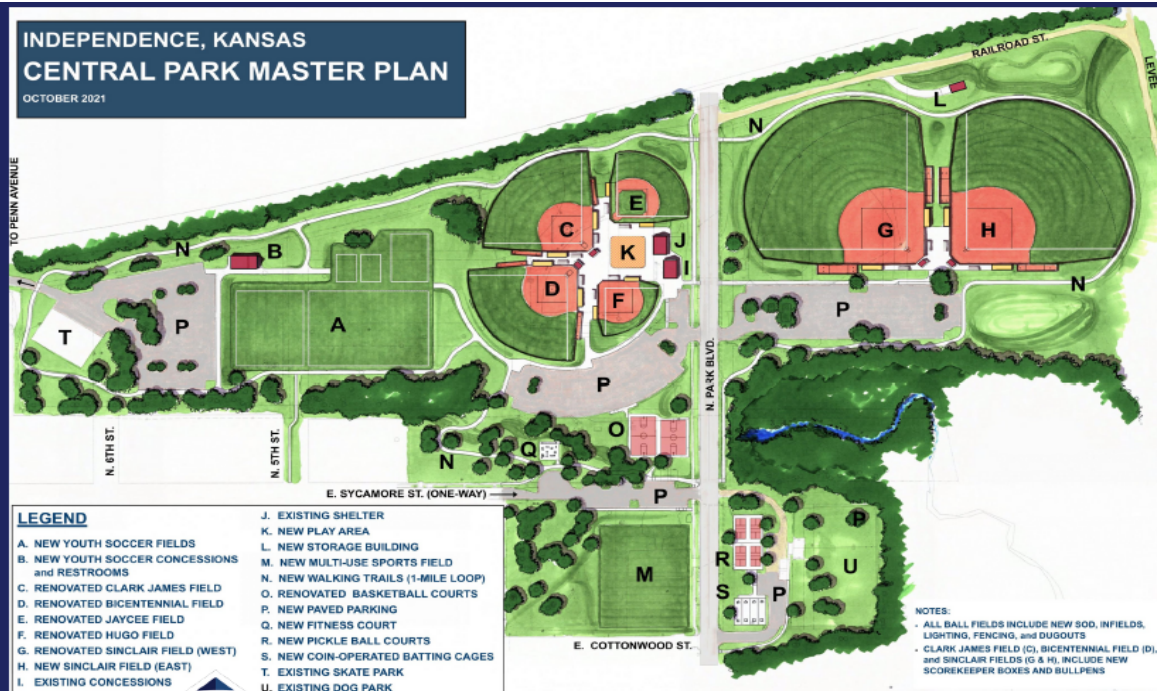 INDEPENDENCE, KANSAS
CENTRAL PARK MASTER PLAN
OCTOBER 2021
RAILROAD ST.
LEVEE
L
N
N
E
C
G
H
J
K
I
TO PENN AVENUE
N
B
D
F
N
T
P
A
P
P
N. PARK BLVD.
N. 6TH ST.
N. 5TH ST.
O
Q
N
E. SYCAMORE ST. (ONE-WAY)
P
P
R
M
U
S
P
E. COTTONWOOD ST.
LEGEND
A. NEW YOUTH SOCCER FIELDS
B. NEW YOUTH SOCCER CONCESSIONS
and RESTROOMS
C. RENOVATED CLARK JAMES FIELD
D. RENOVATED BICENTENNIAL FIELD
E. RENOVATED JAYCEE FIELD
F. RENOVATED HUGO FIELD
G. RENOVATED SINCLAIR FIELD (WEST)
H. NEW SINCLAIR FIELD (EAST)
I. EXISTING CONCESSIONS
J. EXISTING SHELTER
K. NEW PLAY AREA
L. NEW STORAGE BUILDING
M. NEW MULTI-USE SPORTS FIELD
N. NEW WALKING TRAILS (1-MILE LOOP)
O. RENOVATED BASKETBALL COURTS
P. NEW PAVED PARKING
Q. NEW FITNESS COURT
R. NEW PICKLE BALL COURTS
S. NEW COIN-OPERATED BATTING CAGES
T. EXISTING SKATE PARK
U. EXISTING DOG PARK
NOTES:
• ALL BALL FIELDS INCLUDE NEW SOD, INFIELDS,
LIGHTING, FENCING, and DUGOUTS
• CLARK JAMES FIELD (C), BICENTENNIAL FIELD (D),
and SINCLAIR FIELDS (G & H), INCLUDE NEW
SCOREKEEPER BOXES AND BULLPENS